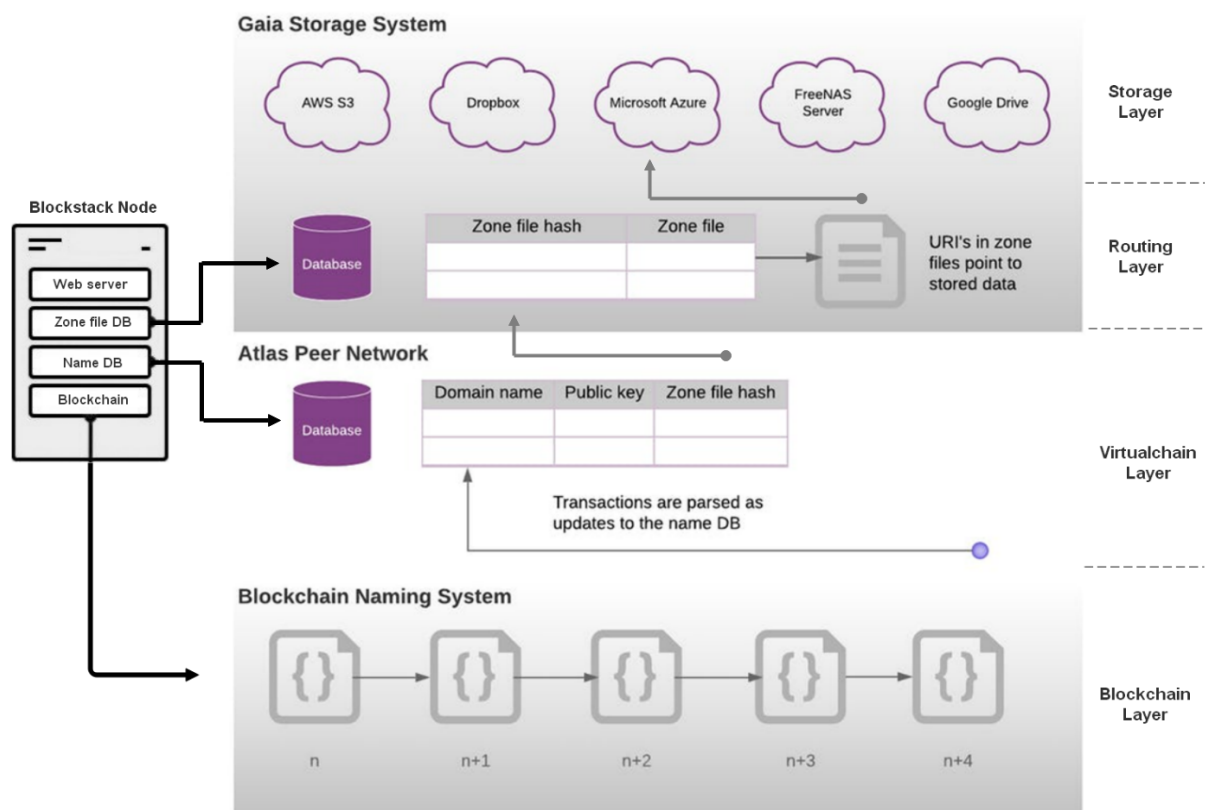 Gaia Storage System
AWS S3
Dropbox
Microsoft Azure
FreeNAS
Server
Google Drive
Storage
Layer
Blockstack Node
Web server
Zone file DB
Name DB
Blockchain
Database
Zone file hash
Zone file
URI's in zone
files point to
stored data
Routing
Layer
Atlas Peer Network
Database
Domain name
Public key
Zone file hash
Transactions are parsed as
updates to the name DB
Virtualchain
Layer
Blockchain Naming System
{}
{}
{}
{}
{}
n
n+1
n+2
n+3
n+4
Blockchain
Layer